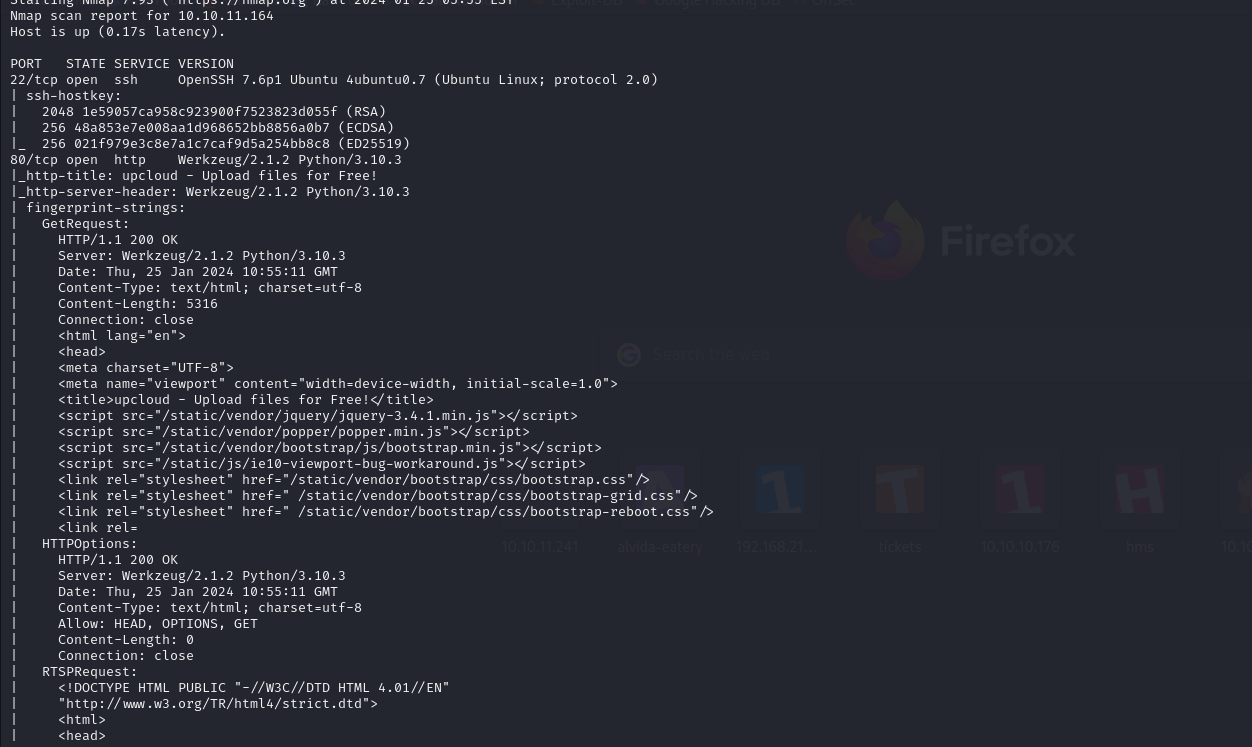 Starting Nmap 7.93 ( https://nmap.org ) at 2024-01-25 05:55 EST
Nmap scan report for 10.10.11.164
Host is up (0.17s latency).
PORT   STATE SERVICE VERSION
22/tcp open  ssh     OpenSSH 7.6p1 Ubuntu 4ubuntu0.7 (Ubuntu Linux; protocol 2.0)
| ssh-hostkey:
|   2048 1e59057ca958c923900f7523823d055f (RSA)
|   256 48a853e7e008aa1d968652bb8856a0b7 (ECDSA)
|_  256 021f979e3c8e7a1c7caf9d5a254bb8c8 (ED25519)
80/tcp open  http    Werkzeug/2.1.2 Python/3.10.3
|_http-title: upcloud - Upload files for Free!
|_http-server-header: Werkzeug/2.1.2 Python/3.10.3
| fingerprint-strings:
|   GetRequest:
|     HTTP/1.1 200 OK
|     Server: Werkzeug/2.1.2 Python/3.10.3
|     Date: Thu, 25 Jan 2024 10:55:11 GMT
|     Content-Type: text/html; charset=utf-8
|     Content-Length: 5316
|     Connection: close
|     <html lang="en">
|     <head>
|     <meta charset="UTF-8">
|     <meta name="viewport" content="width=device-width, initial-scale=1.0">
|     <title>upcloud - Upload files for Free!</title>
|     <script src="/static/vendor/jquery/jquery-3.4.1.min.js"></script>
|     <script src="/static/vendor/popper/popper.min.js"></script>
|     <script src="/static/vendor/bootstrap/js/bootstrap.min.js"></script>
|     <script src="/static/js/ie10-viewport-bug-workaround.js"></script>
|     <link rel="stylesheet" href="/static/vendor/bootstrap/css/bootstrap.css"/>
|     <link rel="stylesheet" href=" /static/vendor/bootstrap/css/bootstrap-grid.css"/>
|     <link rel="stylesheet" href=" /static/vendor/bootstrap/css/bootstrap-reboot.css"/>
|     <link rel=
|   HTTPOptions:
|     HTTP/1.1 200 OK
|     Server: Werkzeug/2.1.2 Python/3.10.3
|     Date: Thu, 25 Jan 2024 10:55:11 GMT
|     Content-Type: text/html; charset=utf-8
|     Allow: HEAD, OPTIONS, GET
|     Content-Length: 0
|     Connection: close
|   RTSPRequest:
|     <!DOCTYPE HTML PUBLIC "-//W3C//DTD HTML 4.01//EN"
|     "http://www.w3.org/TR/html4/strict.dtd">
|     <html>
|     <head>
Firefox
Search the web
10.10.11.241
alvida-eatery
192.168.21...
tickets
10.10.10.176
hms